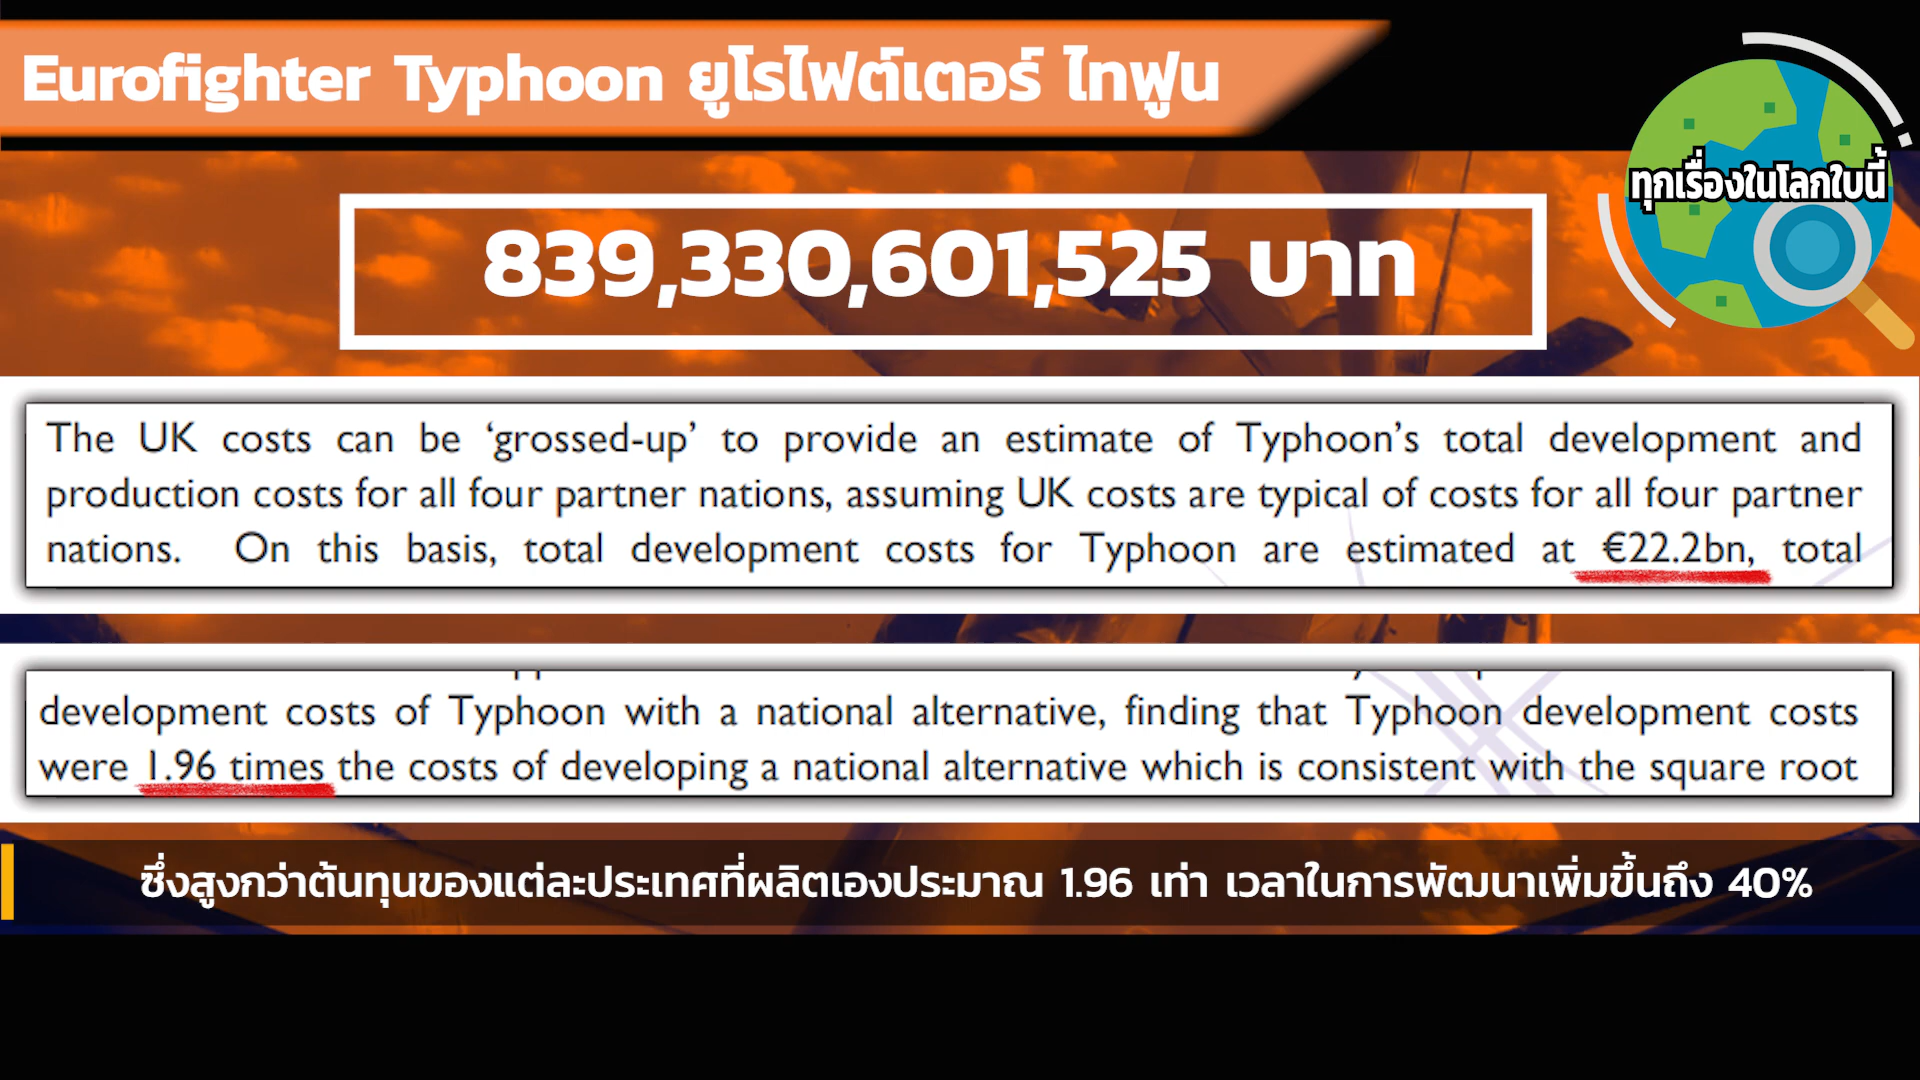 Eurofighter Typhoon ยูโรไฟต์เตอร์ ไทฟูน
ทุกเรื่องในโลกใบนี้
839,330,601,525 บาท
The UK costs can be ‘grossed-up’ to provide an estimate of Typhoon’s total development and
production costs for all four partner nations, assuming UK costs are typical of costs for all four partner
nations. On this basis, total development costs for Typhoon are estimated at €22.2bn, total
development costs of Typhoon with a national alternative, finding that Typhoon development costs
were 1.96 times the costs of developing a national alternative which is consistent with the square root
ซึ่งสูงกว่าต้นทุนของแต่ละประเทศที่ผลิตเองประมาณ 1.96 เท่า เวลาในการพัฒนาเพิ่มขึ้นถึง 40%